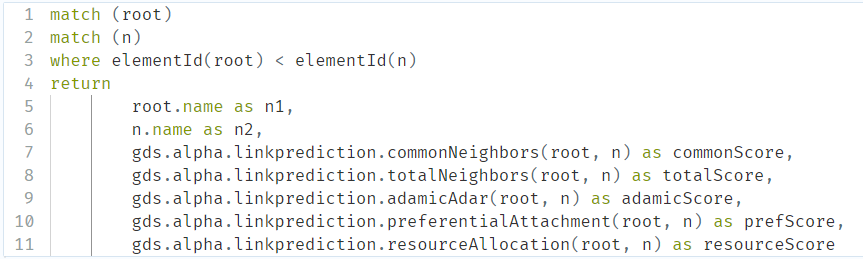 1 match (root)
2 match (n)
3 where elementId(root) < elementId(n)
4 return
5 root.name as n1,
6 n.name as n2,
7 gds.alpha.linkprediction.commonNeighbors(root, n) as commonScore,
8 gds.alpha.linkprediction.totalNeighbors(root, n) as totalScore,
9 gds.alpha.linkprediction.adamicAdar(root, n) as adamicScore,
10 gds.alpha.linkprediction.preferentialAttachment(root, n) as prefScore,
11 gds.alpha.linkprediction.resourceAllocation(root, n) as resourceScore